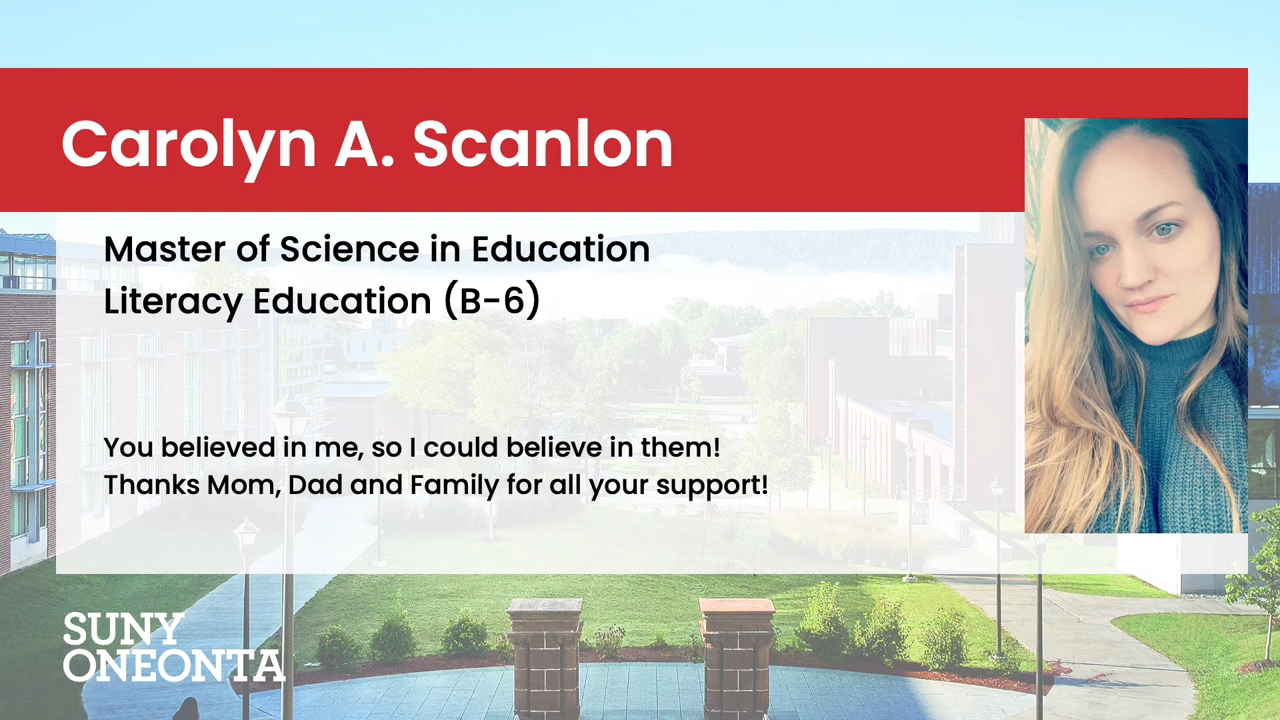 Carolyn A. Scanlon
Master of Science in Education
Literacy Education (B-6)
You believed in me, so I could believe in them!
Thanks Mom, Dad and Family for all your support!
SUNY
ONEONTA